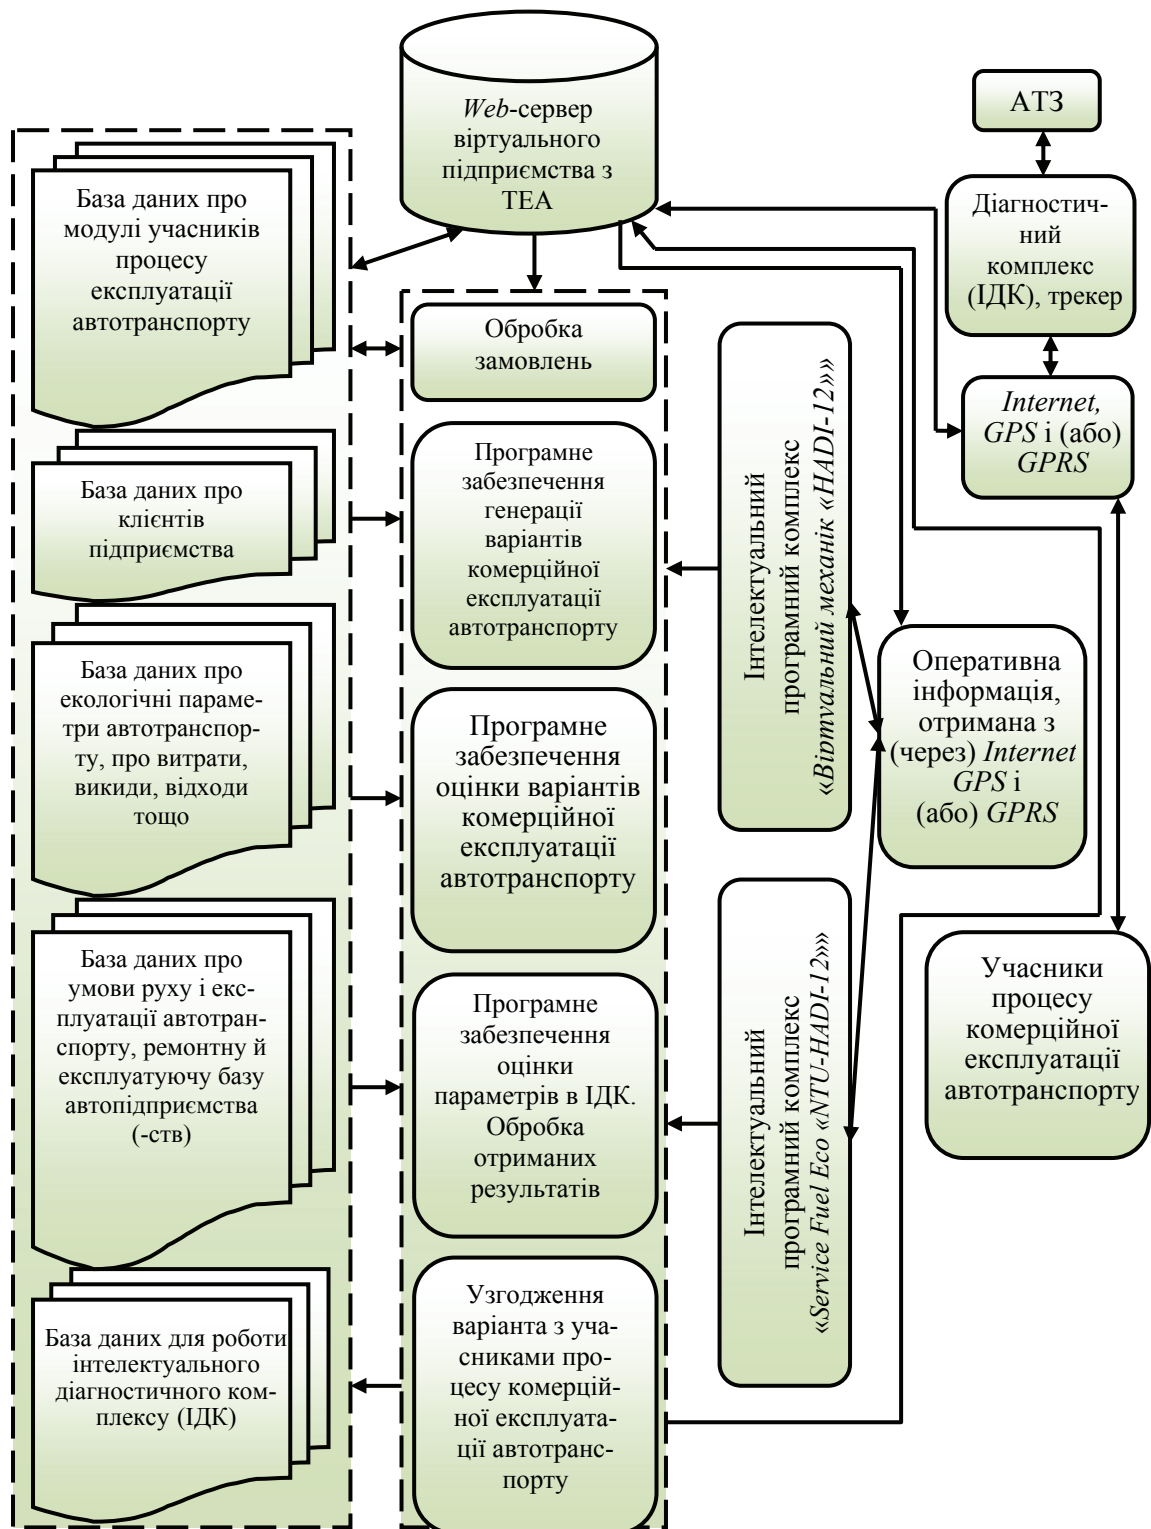 Web-сервер
віртуального
підприємства з
ТЕА
АТЗ
Діагностич-
ний
комплекс
(ІДК), трекер
Internet,
GPS і (або)
GPRS
База даних про
модулі учасників
процесу
експлуатації
автотранспорту
База даних про
клієнтів
підприємства
База даних про
екологічні параме-
три автотранспор-
ту, про витрати,
викиди, відходи
тощо
База даних про
умови руху і екс-
плуатації автотран-
спорту, ремонтну й
експлуатуючу базу
автопідприємства
(-ств)
База даних для роботи
інтелектуального
діагностичного ком-
плексу (ІДК)
Обробка
замовлень
Програмне
забезпечення
генерації
варіантів
комерційної
експлуатації
автотранспорту
Програмне
забезпечення
оцінки варіантів
комерційної
експлуатації
автотранспорту
Програмне
забезпечення
оцінки
параметрів в ІДК.
Обробка
отриманих
результатів
Узгодження
варіанта з уча-
сниками про-
цесу комерцій-
ної експлуата-
ції автотранс-
порту
Інтелектуальний
програмний комплекс
«Віртуальний механік «HADI-12»»
Інтелектуальний
програмний комплекс
«Service Fuel Eco «NTU-HADI-12»»
Оперативна
інформація,
отримана з
(через) Internet
GPS і
(або) GPRS
Учасники
процесу
комерційної
експлуатації
автотранспорту